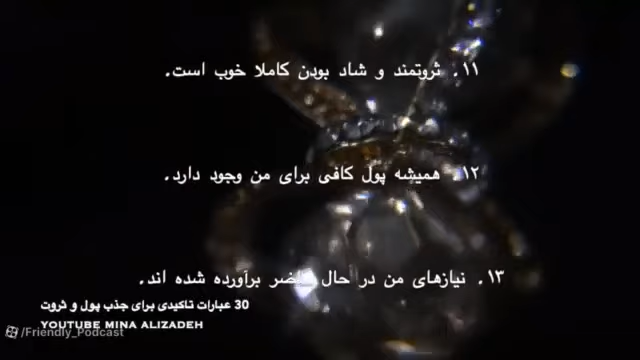 ۱۱. ثروتمند و شاد بودن کاملا خوب است.
۱۲. همیشه پول کافی برای من وجود دارد.
۱۳. نیازهای من در حال حاضر برآورده شده اند.
30 عبارات تاکیدی برای جذب پول و ثروت
YOUTUBE MINA ALIZADEH
/Friendly_Podcast